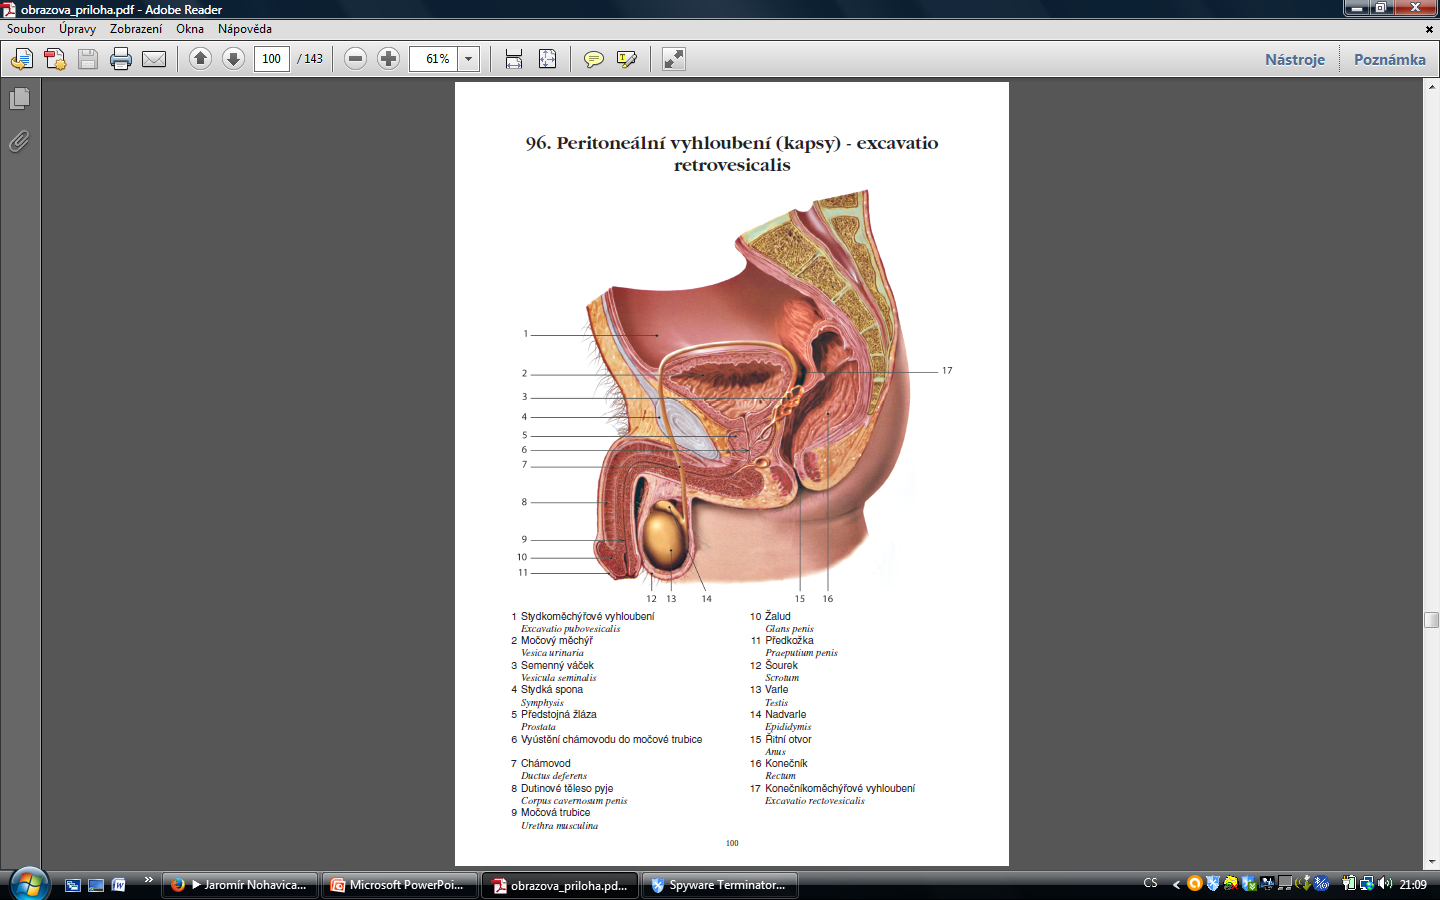 obrazova_priloha.pdf - Adobe Reader
Soubor Úpravy Zobrazení Okna Nápověda
100 / 143 61% Nástroje Poznámka
96. Peritoneální vyhloubení (kapsy) - excavatio
retrovesicalis
1
2
3
4
5
6
7
8
9
10
11
12 13 14 15 16
17
1 Stydkoměchýřové vyhloubení
Excavatio pubovesicalis
2 Močový měchýř
Vesica urinaria
3 Semenný váček
Vesicula seminalis
4 Stydká spona
Symphysis
5 Předstojná žláza
Prostata
6 Vyústění chámovodu do močové trubice
7 Chámovod
Ductus deferens
8 Dutinové těleso pyje
Corpus cavernosum penis
9 Močová trubice
Urethra musculina
10 Žalud
Glans penis
11 Předkožka
Praeputium penis
12 Šourek
Scrotum
13 Varle
Testis
14 Nadvarle
Epididymis
15 Řitní otvor
Anus
16 Konečník
Rectum
17 Konečníkoměchýřové vyhloubení
Excavatio rectovesicalis
100
Jaromír Nohavica... Microsoft PowerPoi... obrazova_priloha.pd... Spyware Terminator... CS 21:09